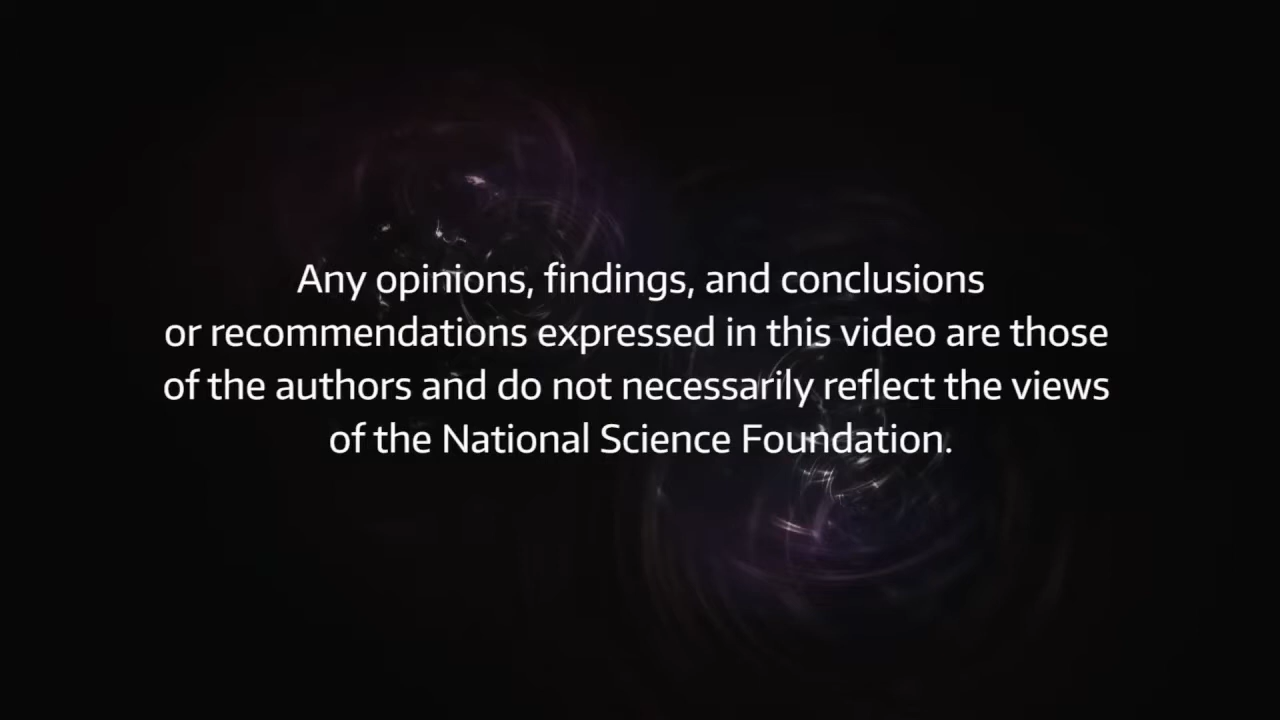 Any opinions, findings, and conclusions
or recommendations expressed in this video are those
of the authors and do not necessarily reflect the views
of the National Science Foundation.